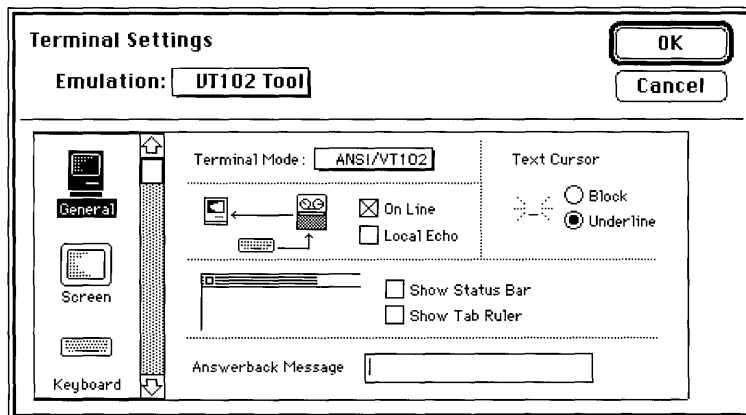 Terminal Settings
OK
Emulation: VT102 Tool
Cancel
General
Screen
Keyboard
Terminal Mode: ANSI/VT102
On Line
Local Echo
Text Cursor
Block
Underline
Show Status Bar
Show Tab Ruler
Answerback Message